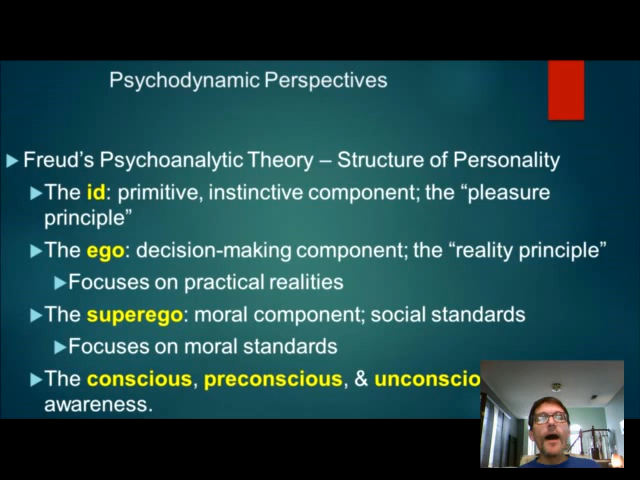 Psychodynamic Perspectives
Freud's Psychoanalytic Theory – Structure of Personality
The id: primitive, instinctive component; the “pleasure
principle”
The ego: decision-making component; the “reality principle”
Focuses on practical realities
The superego: moral component; social standards
Focuses on moral standards
The conscious, preconscious, & unconscio
awareness.